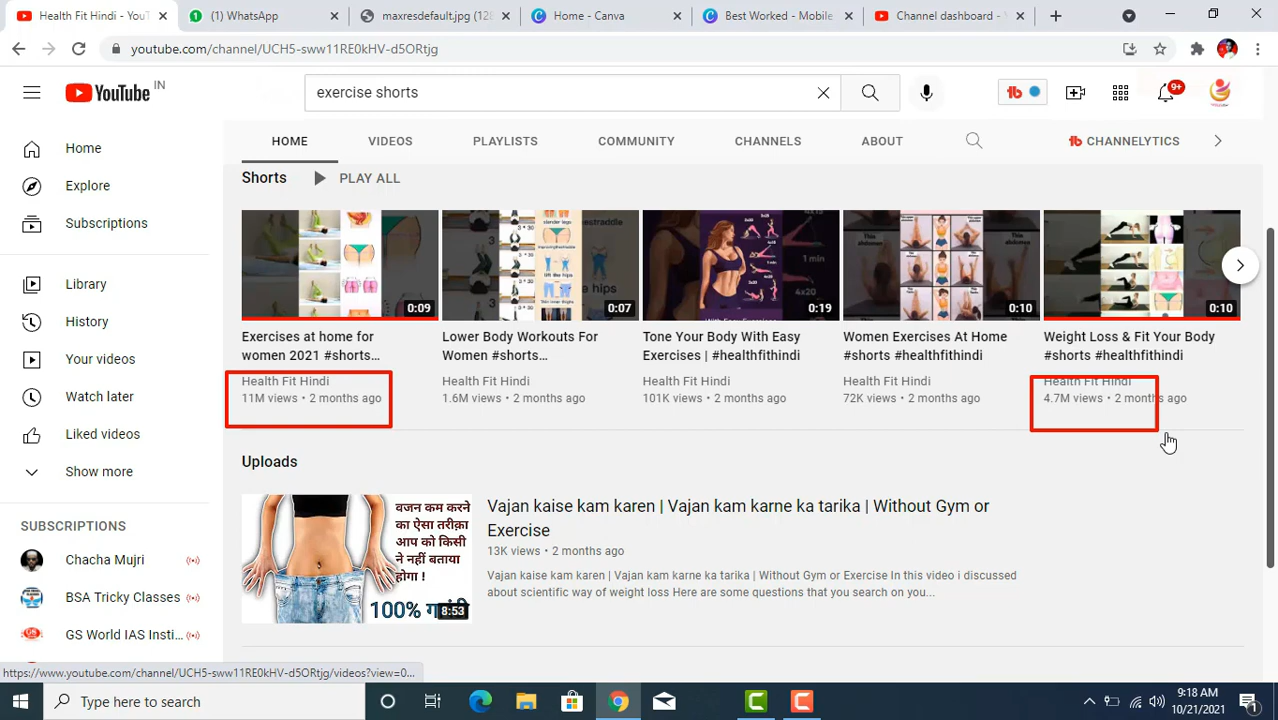 Health Fit Hindi - YouT
(1) WhatsApp
maxresdefault.jpg (12
Home - Canva
Best Worked - Mobile
Channel dashboard -
youtube.com/channel/UCH5-sww11RE0kHV-d5ORtjg
YouTube IN
exercise shorts
9+
HOME VIDEOS PLAYLISTS COMMUNITY CHANNELS ABOUT CHANNELYTICS
Home
Explore
Subscriptions
Library
History
Your videos
Watch later
Liked videos
Show more
SUBSCRIPTIONS
Chacha Mujri
BSA Tricky Classes
GS World IAS Insti...
Shorts PLAY ALL
0:09
Exercises at home for
women 2021 #shorts...
Health Fit Hindi
11M views • 2 months ago
3 * 30
lift the hips
0:07
Lower Body Workouts For
Women #shorts...
Health Fit Hindi
1.6M views • 2 months ago
4x20
0:19
Tone Your Body With Easy
Exercises | #healthfithindi
Health Fit Hindi
101K views • 2 months ago
This
abdomen
0:10
Women Exercises At Home
#shorts #healthfithindi
Health Fit Hindi
72K views • 2 months ago
0:10
Weight Loss & Fit Your Body
#shorts #healthfithindi
Health Fit Hindi
4.7M views • 2 months ago
Uploads
वजन कम करने
का ऐसा तरीक़ा
आप को किसी
ने नहीं बताया
होगा !
100%
8:53
Vajan kaise kam karen | Vajan kam karne ka tarika | Without Gym or
Exercise
13K views • 2 months ago
Vajan kaise kam karen | Vajan kam karne ka tarika | Without Gym or Exercise In this video i discussed
about scientific way of weight loss Here are some questions that you search on you...
https://www.youtube.com/channel/UCH5-sww11RE0kHV-d5ORtjg/videos?view=0...
Type here to search
9:18 AM
10/21/2021
1